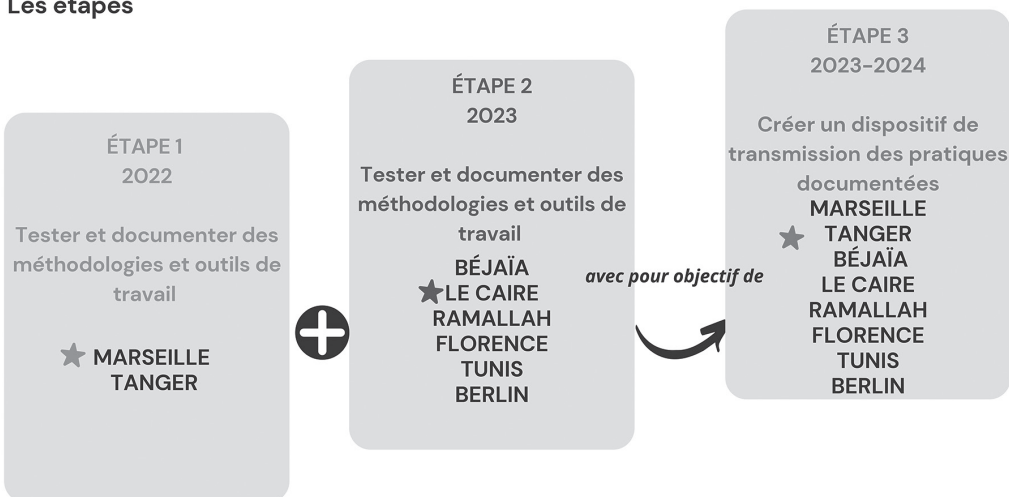 Les étapes
ÉTAPE 1
2022
Tester et documenter des
méthodologies et outils de
travail
MARSEILLE
TANGER
ÉTAPE 2
2023
Tester et documenter des
méthodologies et outils de
travail
BÉJAÏA
LE CAIRE
RAMALLAH
FLORENCE
TUNIS
BERLIN
avec pour objectif de
ÉTAPE 3
2023-2024
Créer un dispositif de
transmission des pratiques
documentées
MARSEILLE
TANGER
BÉJAÏA
LE CAIRE
RAMALLAH
FLORENCE
TUNIS
BERLIN